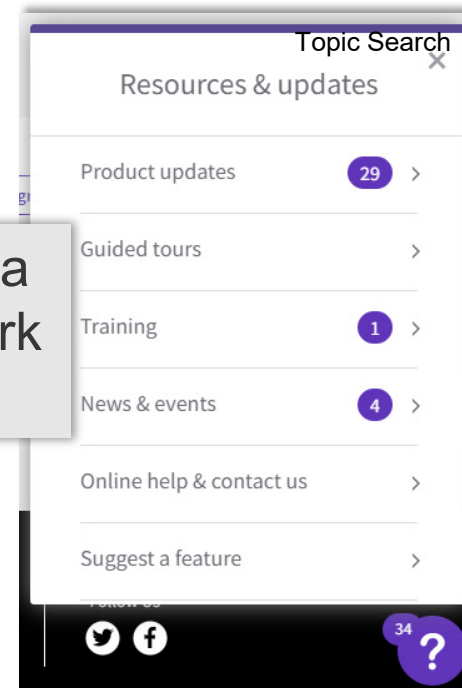 Topic Search
Resources & updates
Product updates 29
Guided tours
a
rk
Training 1
News & events 4
Online help & contact us
Suggest a feature
34
?